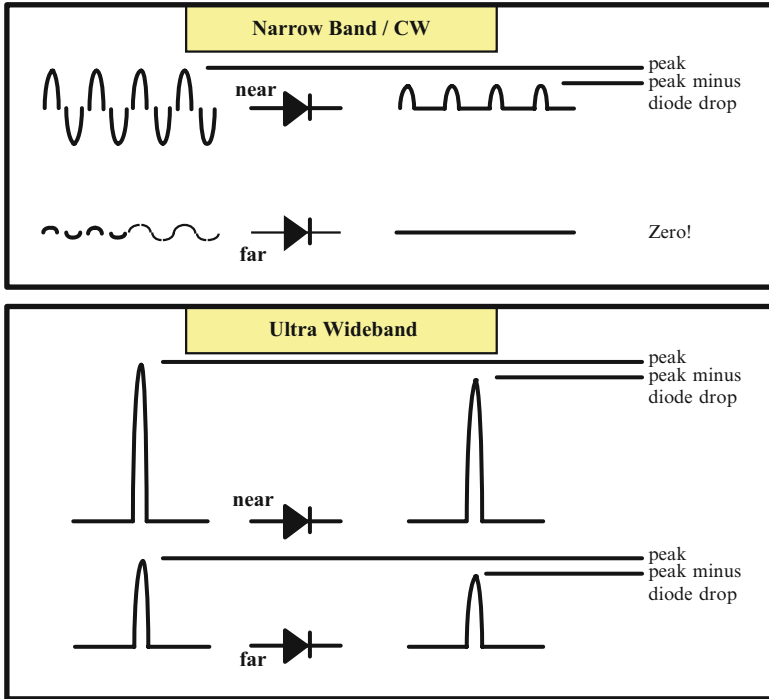 Narrow Band / CW
peak
near
peak minus
diode drop
far
Zero!
Ultra Wideband
peak
peak minus
diode drop
near
peak
peak minus
diode drop
far